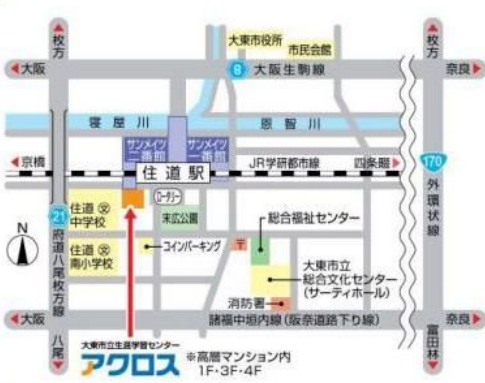 枚方
大東市役所
市民会館
枚方
大阪
8 大阪生駒線
奈良
寝屋川
恩智川
サンメイツ
二番館
サンメイツ
一番館
京橋
住道駅
JR学研都市線
四条畷
170
外環状線
21
府道八尾枚方線
住道
中学校
ロータリー
末広公園
総合福祉センター
N
住道
南小学校
コインパーキング
〒
大東市立
総合文化センター
(サーティホール)
消防署
大阪
諸福中垣内線(阪奈道路下り線)
奈良
八尾
富田林
大東市立生涯学習センター
アクロス
※高層マンション内
1F・3F・4F